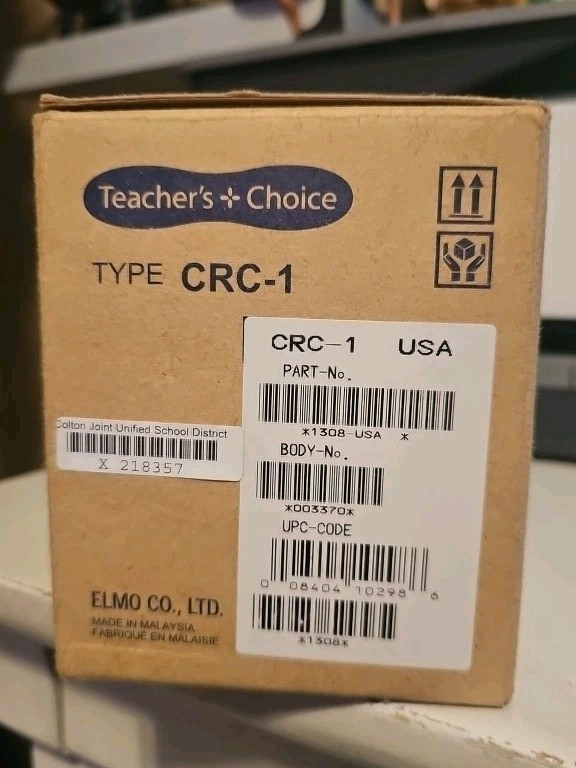 Teacher's Choice
TYPE CRC-1
CRC-1 USA
PART-No.
*1308-USA *
BODY-No.
*003370*
UPC-CODE
0 08404 10298 6
*1308*
Colton Joint Unified School District
X 218357
ELMO CO., LTD.
MADE IN MALAYSIA
FABRIQUÉ EN MALAISIE